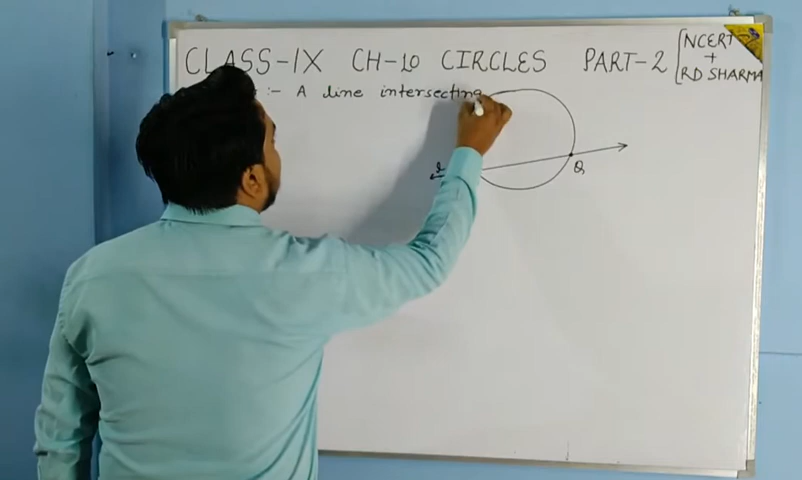 CLASS-IX CH-10 CIRCLES PART-2 [NCERT
+
RD SHARMA
:- A line intersecting
l
Q